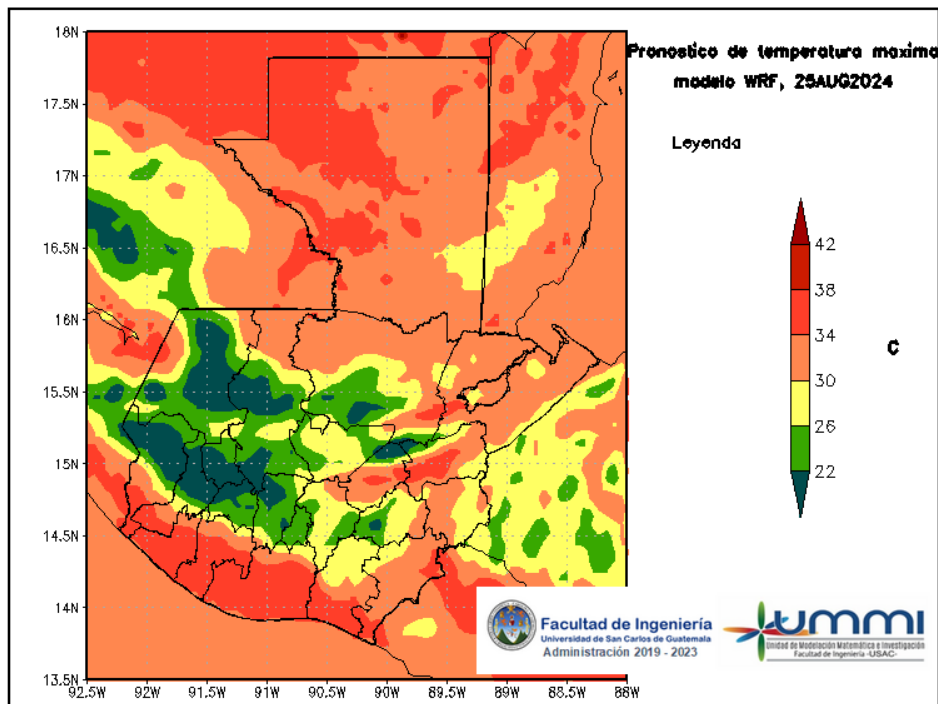 Pronostico de temperatura maxima
modelo WRF, 25AUG2024
Leyenda
42
38
34
30
26
22
C
18N
17.5N
17N
16.5N
16N
15.5N
15N
14.5N
14N
13.5N
92.5W 92W 91.5W 91W 90.5W 90W 89.5W 89W 88.5W 88W
Facultad de Ingeniería
Universidad de San Carlos de Guatemala
Administración 2019 - 2023
ummi
Unidad de Modelación Matemática e Investigación
Facultad de Ingeniería -USAC-